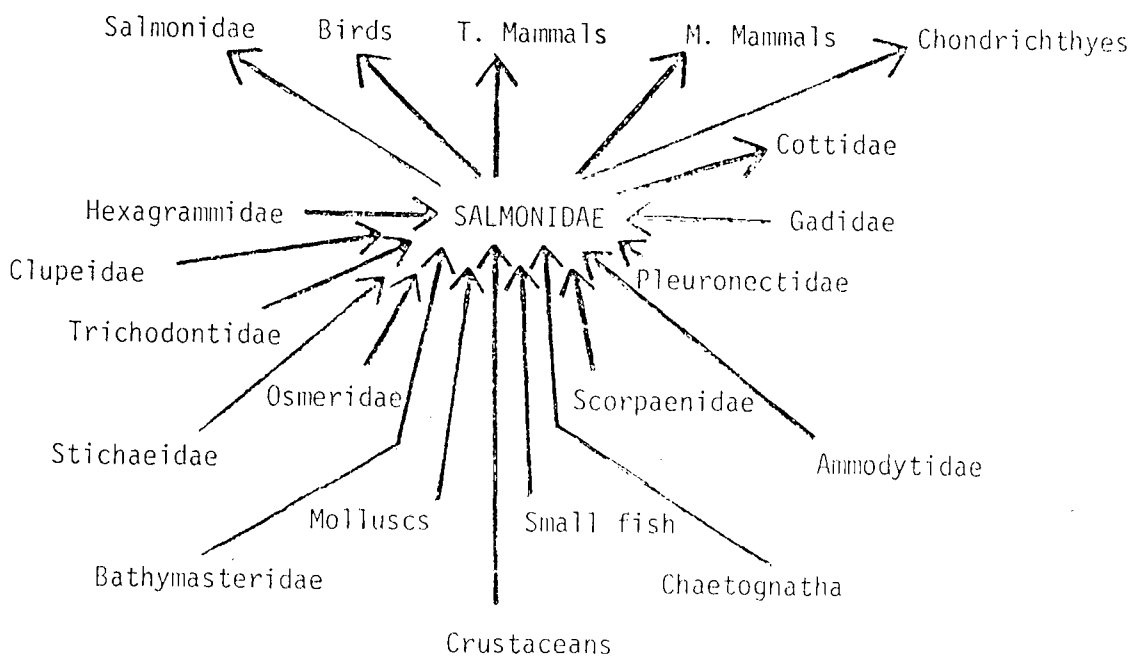 Salmonidae Birds T. Mammals M. Mammals Chondrichthyes
Cottidae
Hexagrammidae SALMONIDAE Gadidae
Clupeidae Pleuronectidae
Trichodontidae
Osmeridae Scorpaenidae
Stichaeidae Ammodytidae
Molluscs Small fish
Bathymasteridae Chaetognatha
Crustaceans